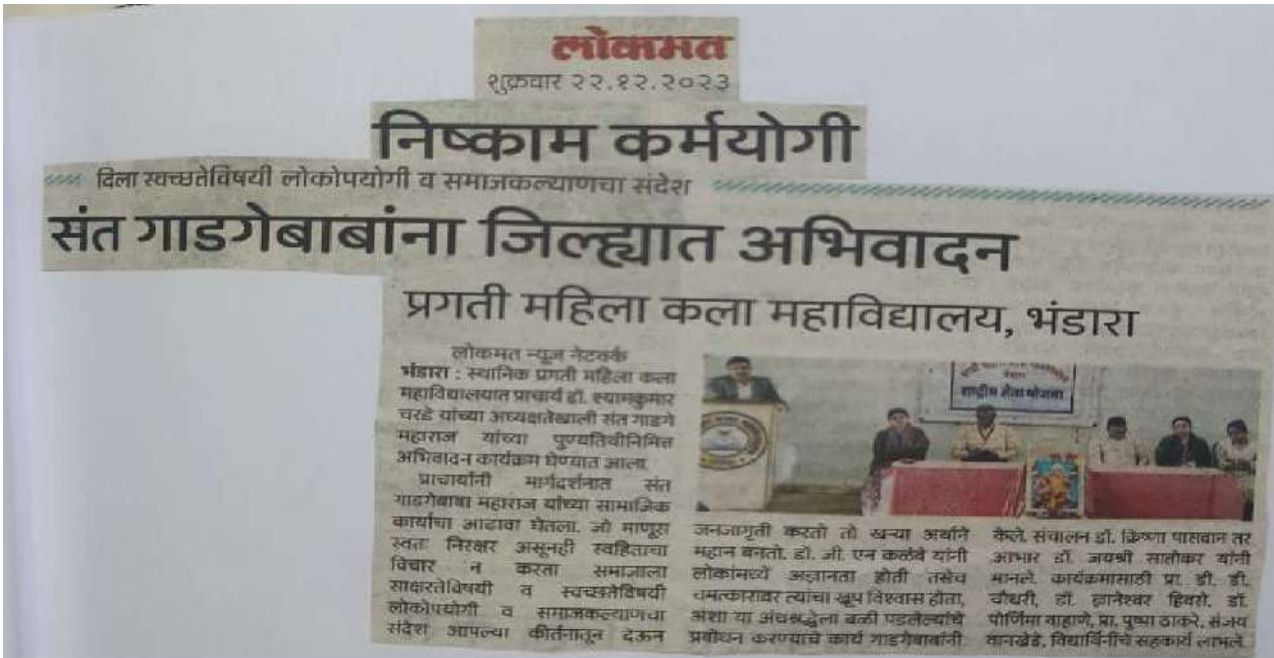 लोकमत
शुक्रवार २२.१२.२०२३
निष्काम कर्मयोगी
दिला स्वच्छतेविषयी लोकोपयोगी व समाजकल्याणचा संदेश
संत गाडगेबाबांना जिल्ह्यात अभिवादन
प्रगती महिला कला महाविद्यालय, भंडारा
लोकमत न्यूज नेटवर्क
भंडारा : स्थानिक प्रगती महिला कला
महाविद्यालयात प्राचार्य डॉ. श्यामकुमार
चरडे यांच्या अध्यक्षतेखाली संत गाडगे
महाराज यांच्या पुण्यतिथीनिमित्त
अभिवादन कार्यक्रम घेण्यात आला.
प्राचार्यांनी मार्गदर्शनात संत
गाडगेबाबा महाराज यांच्या सामाजिक
कार्याचा आढावा घेतला. जो माणूस
स्वतः निरक्षर असूनही स्वहिताचा
विचार न करता समाजाला
साक्षरतेविषयी व स्वच्छतेविषयी
लोकोपयोगी व समाजकल्याणचा
संदेश आपल्या कीर्तनातून देऊन
राष्ट्रीय सेवा योजना
जनजागृती करतो तो खऱ्या अर्थाने
महान बनतो. डॉ. जी. एन कळंबे यांनी
लोकांमध्ये अज्ञानता होती तसेच
चमत्कारावर त्यांचा खूप विश्वास होता,
अशा या अंधश्रद्धेला बळी पडलेल्यांचे
प्रबोधन करण्याचे कार्य गाडगेबाबांनी
केले. संचालन डॉ. क्रिष्णा पासवान तर
आभार डॉ. जयश्री सातोकर यांनी
मानले. कार्यक्रमासाठी प्रा. डी. डी.
चौधरी, डॉ. ज्ञानेश्वर हिवरो. डॉ.
पोर्णिमा वाहाणे, प्रा. पुष्पा ठाकरे, संजय
वानखेडे, विद्यार्थिनींचे सहकार्य लाभले.